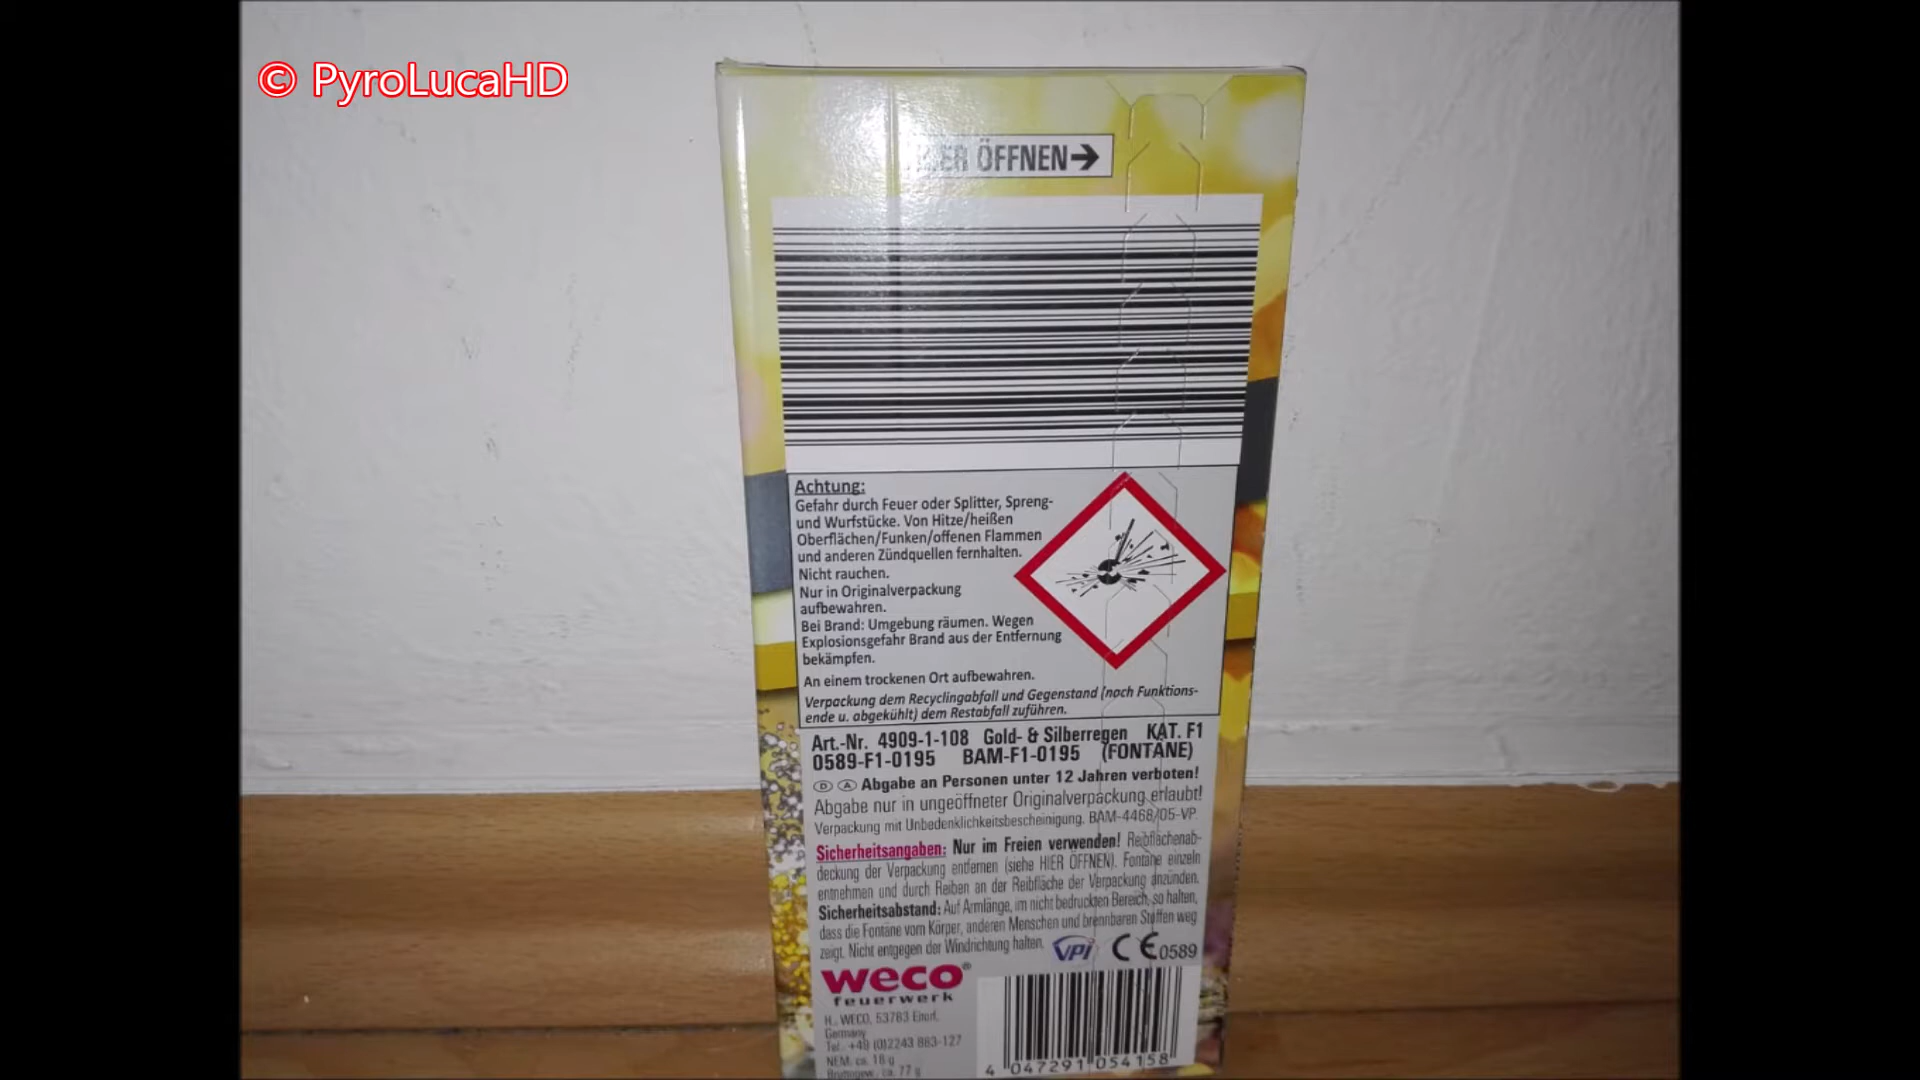 © PyroLucaHD
ER ÖFFNEN
Achtung:
Gefahr durch Feuer oder Splitter, Spreng-
und Wurfstücke. Von Hitze/heißen
Oberflächen/Funken/offenen Flammen
und anderen Zündquellen fernhalten.
Nicht rauchen.
Nur in Originalverpackung
aufbewahren.
Bei Brand: Umgebung räumen. Wegen
Explosionsgefahr Brand aus der Entfernung
bekämpfen.
An einem trockenen Ort aufbewahren.
Verpackung dem Recyclingabfall und Gegenstand (nach Funktions-
ende u. abgekühlt) dem Restabfall zuführen.
Art.-Nr. 4909-1-108 Gold- & Silberregen KAT. F1
0589-F1-0195 BAM-F1-0195 (FONTÄNE)
D A Abgabe an Personen unter 12 Jahren verboten!
Abgabe nur in ungeöffneter Originalverpackung erlaubt!
Verpackung mit Unbedenklichkeitsbescheinigung. BAM-4468/05-VP.
Sicherheitsangaben: Nur im Freien verwenden! Reibflächenab-
deckung der Verpackung entfernen (siehe HIER ÖFFNEN). Fontäne einzeln
entnehmen und durch Reiben an der Reibfläche der Verpackung anzünden.
Sicherheitsabstand: Auf Armlänge, im nicht bedruckten Bereich, so halten,
dass die Fontäne vom Körper, anderen Menschen und brennbaren Stoffen weg
zeigt. Nicht entgegen der Windrichtung halten. VPI CE0589
weco®
feuerwerk
H.: WECO, 53783 Eitorf,
Germany
Tel.: +49 (0)2243 883-127
NEM: ca. 18 g
Bruttogew.: ca. 77 g
4 047291 054158